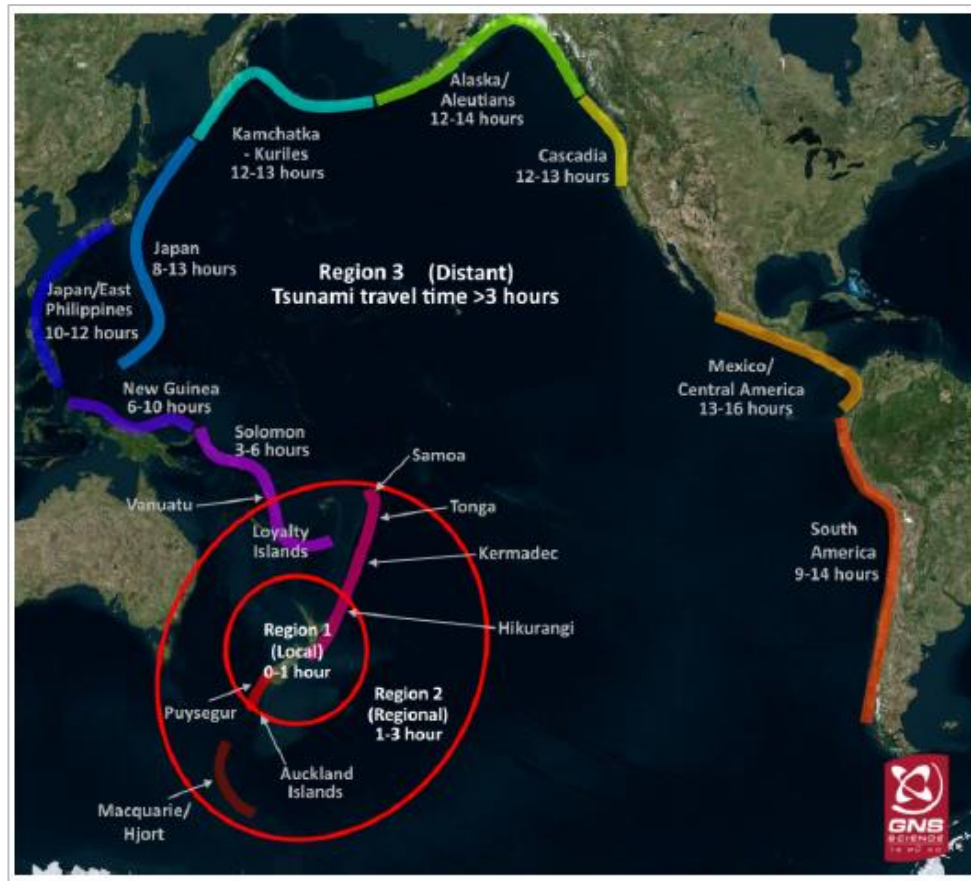 Alaska/
Aleutians
12-14 hours
Kamchatka
- Kuriles
12-13 hours
Cascadia
12-13 hours
Japan
8-13 hours
Region 3 (Distant)
Tsunami travel time >3 hours
Japan/East
Philippines
10-12 hours
New Guinea
6-10 hours
Mexico/
Central America
13-16 hours
Solomon
3-6 hours
Samoa
Vanuatu
Tonga
Loyalty
Islands
Kermadec
South
America
9-14 hours
Hikurangi
Region 1
(Local)
0-1 hour
Puysegur
Region 2
(Regional)
1-3 hour
Auckland
Islands
Macquarie/
Hjort
GNS
SCIENCE
TE PŪ AO